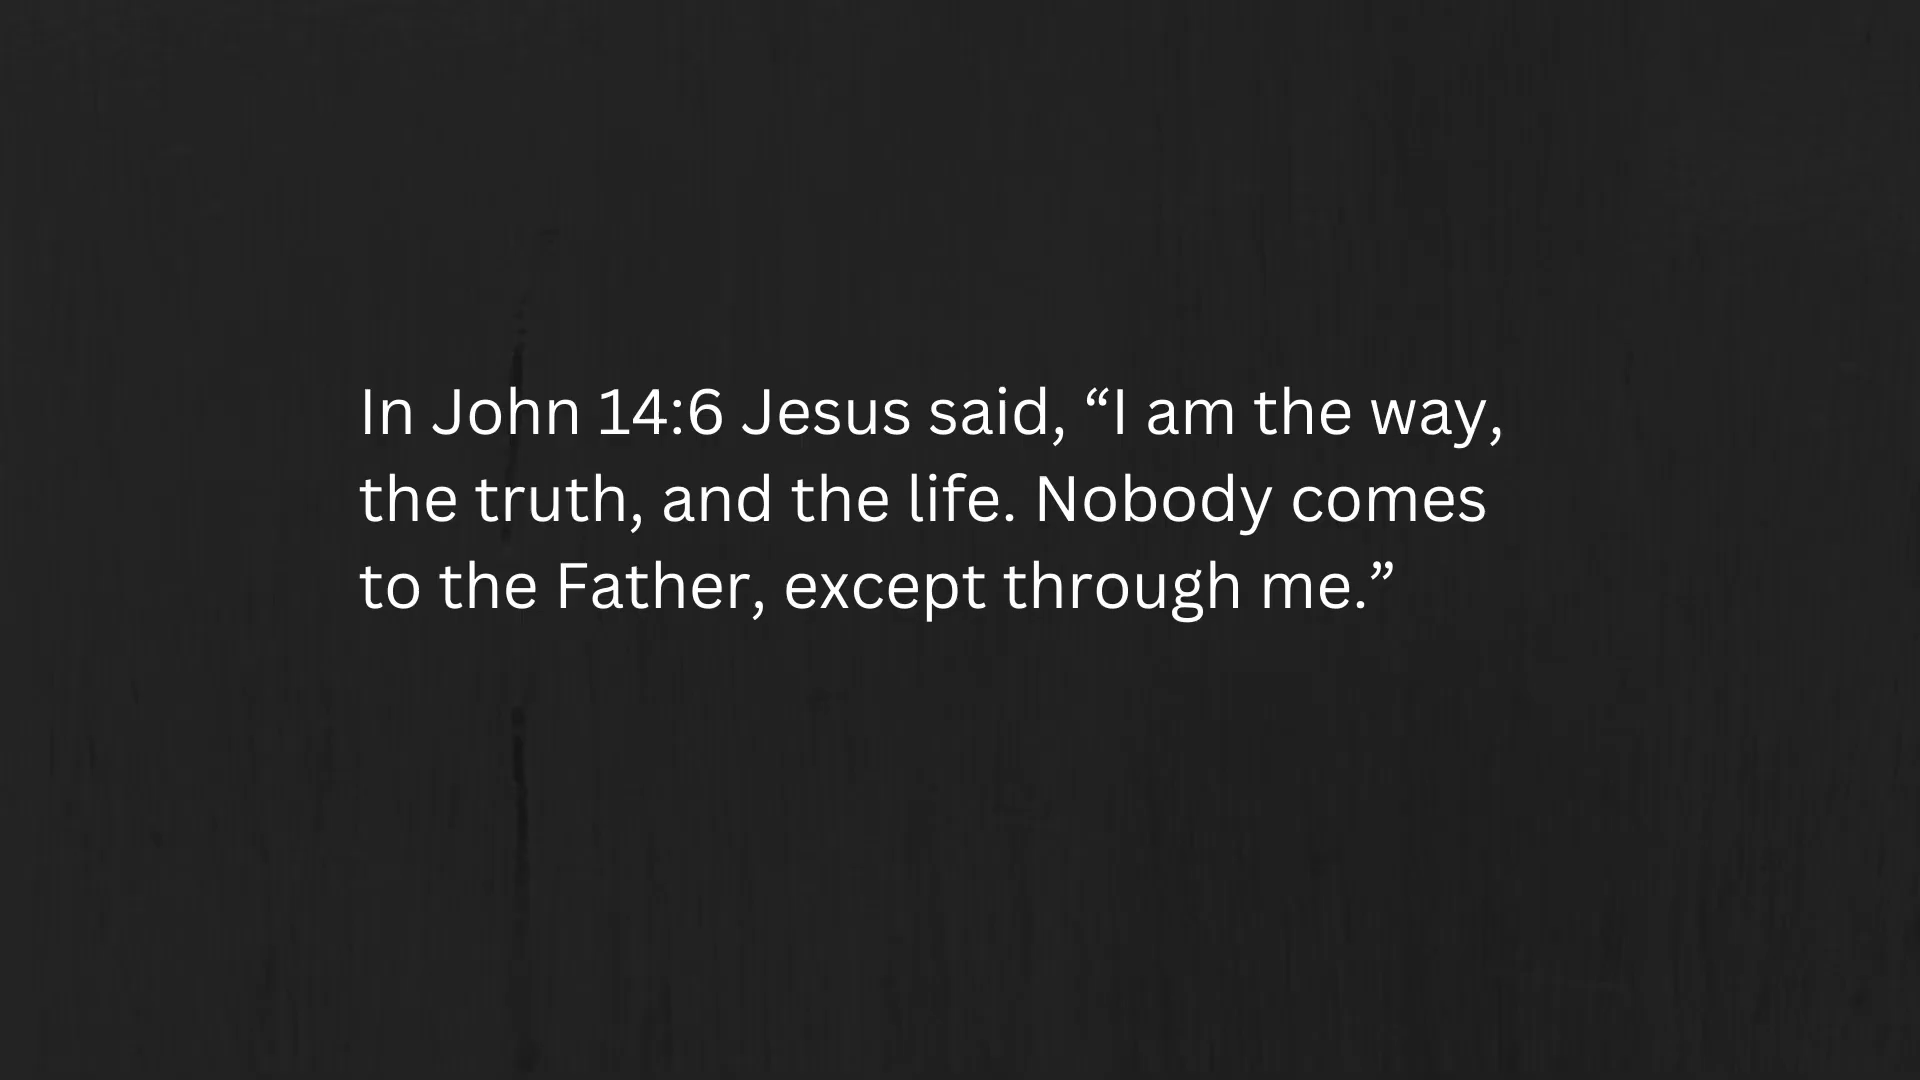 In John 14:6 Jesus said, “I am the way,
the truth, and the life. Nobody comes
to the Father, except through me.”